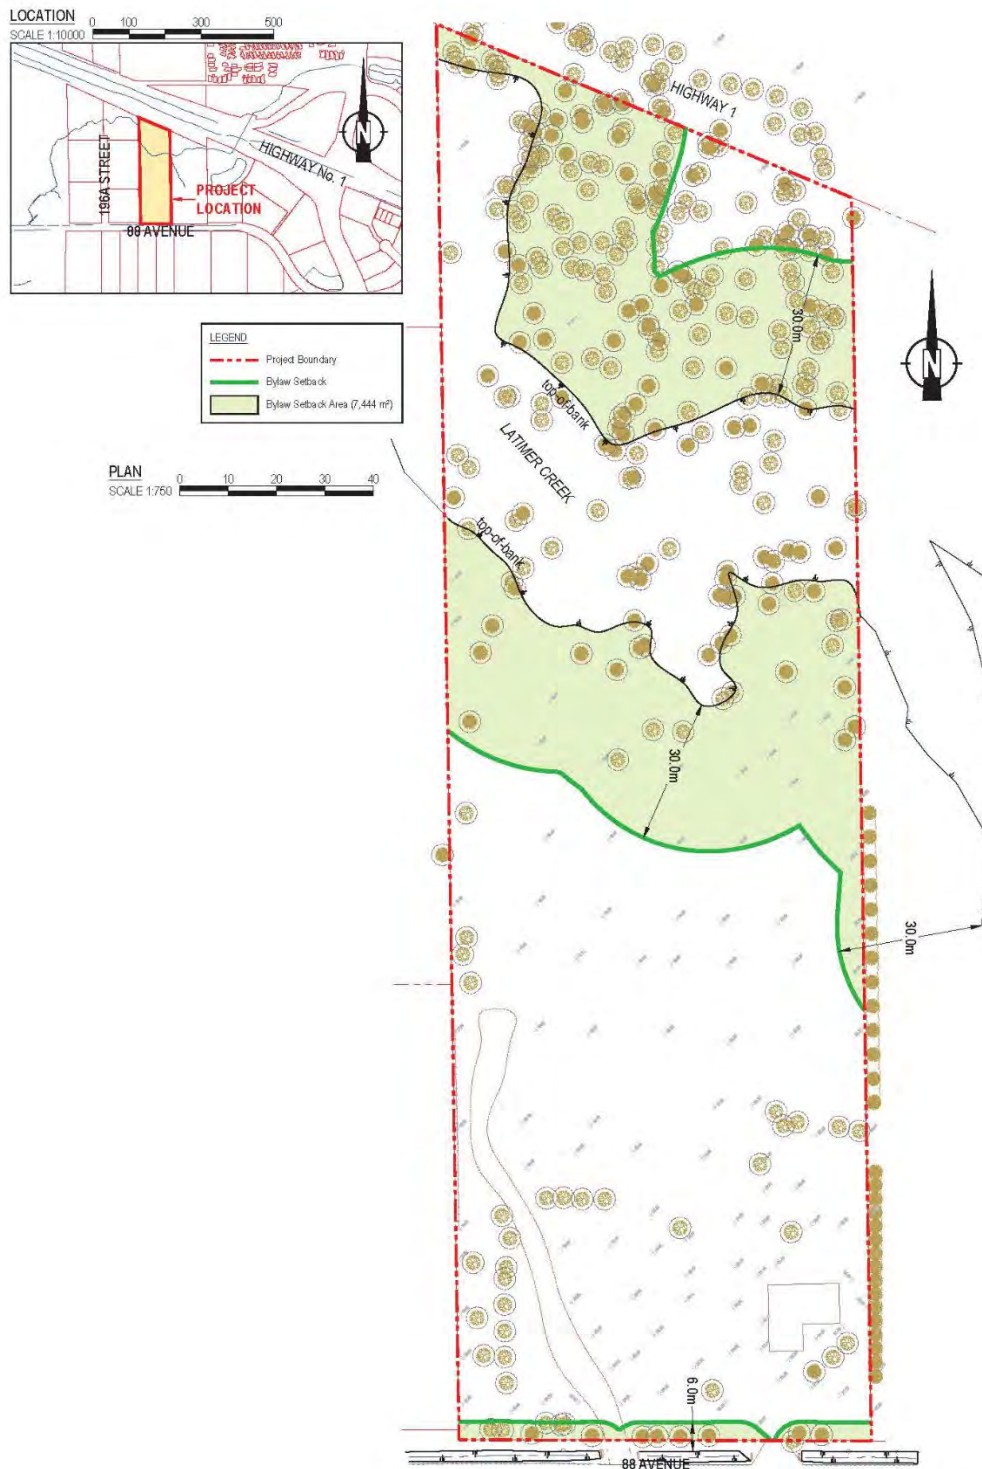 LOCATION
SCALE 1:10000
0 100 300 500
196A STREET
HIGHWAY No. 1
PROJECT
LOCATION
88 AVENUE
N
LEGEND
Project Boundary
Bylaw Setback
Bylaw Setback Area (7,444 m²)
PLAN
SCALE 1:750
0 10 20 30 40
HIGHWAY 1
30.0m
N
top-of-bank
LATIMER CREEK
top-of-bank
30.0m
30.0m
6.0m
88 AVENUE